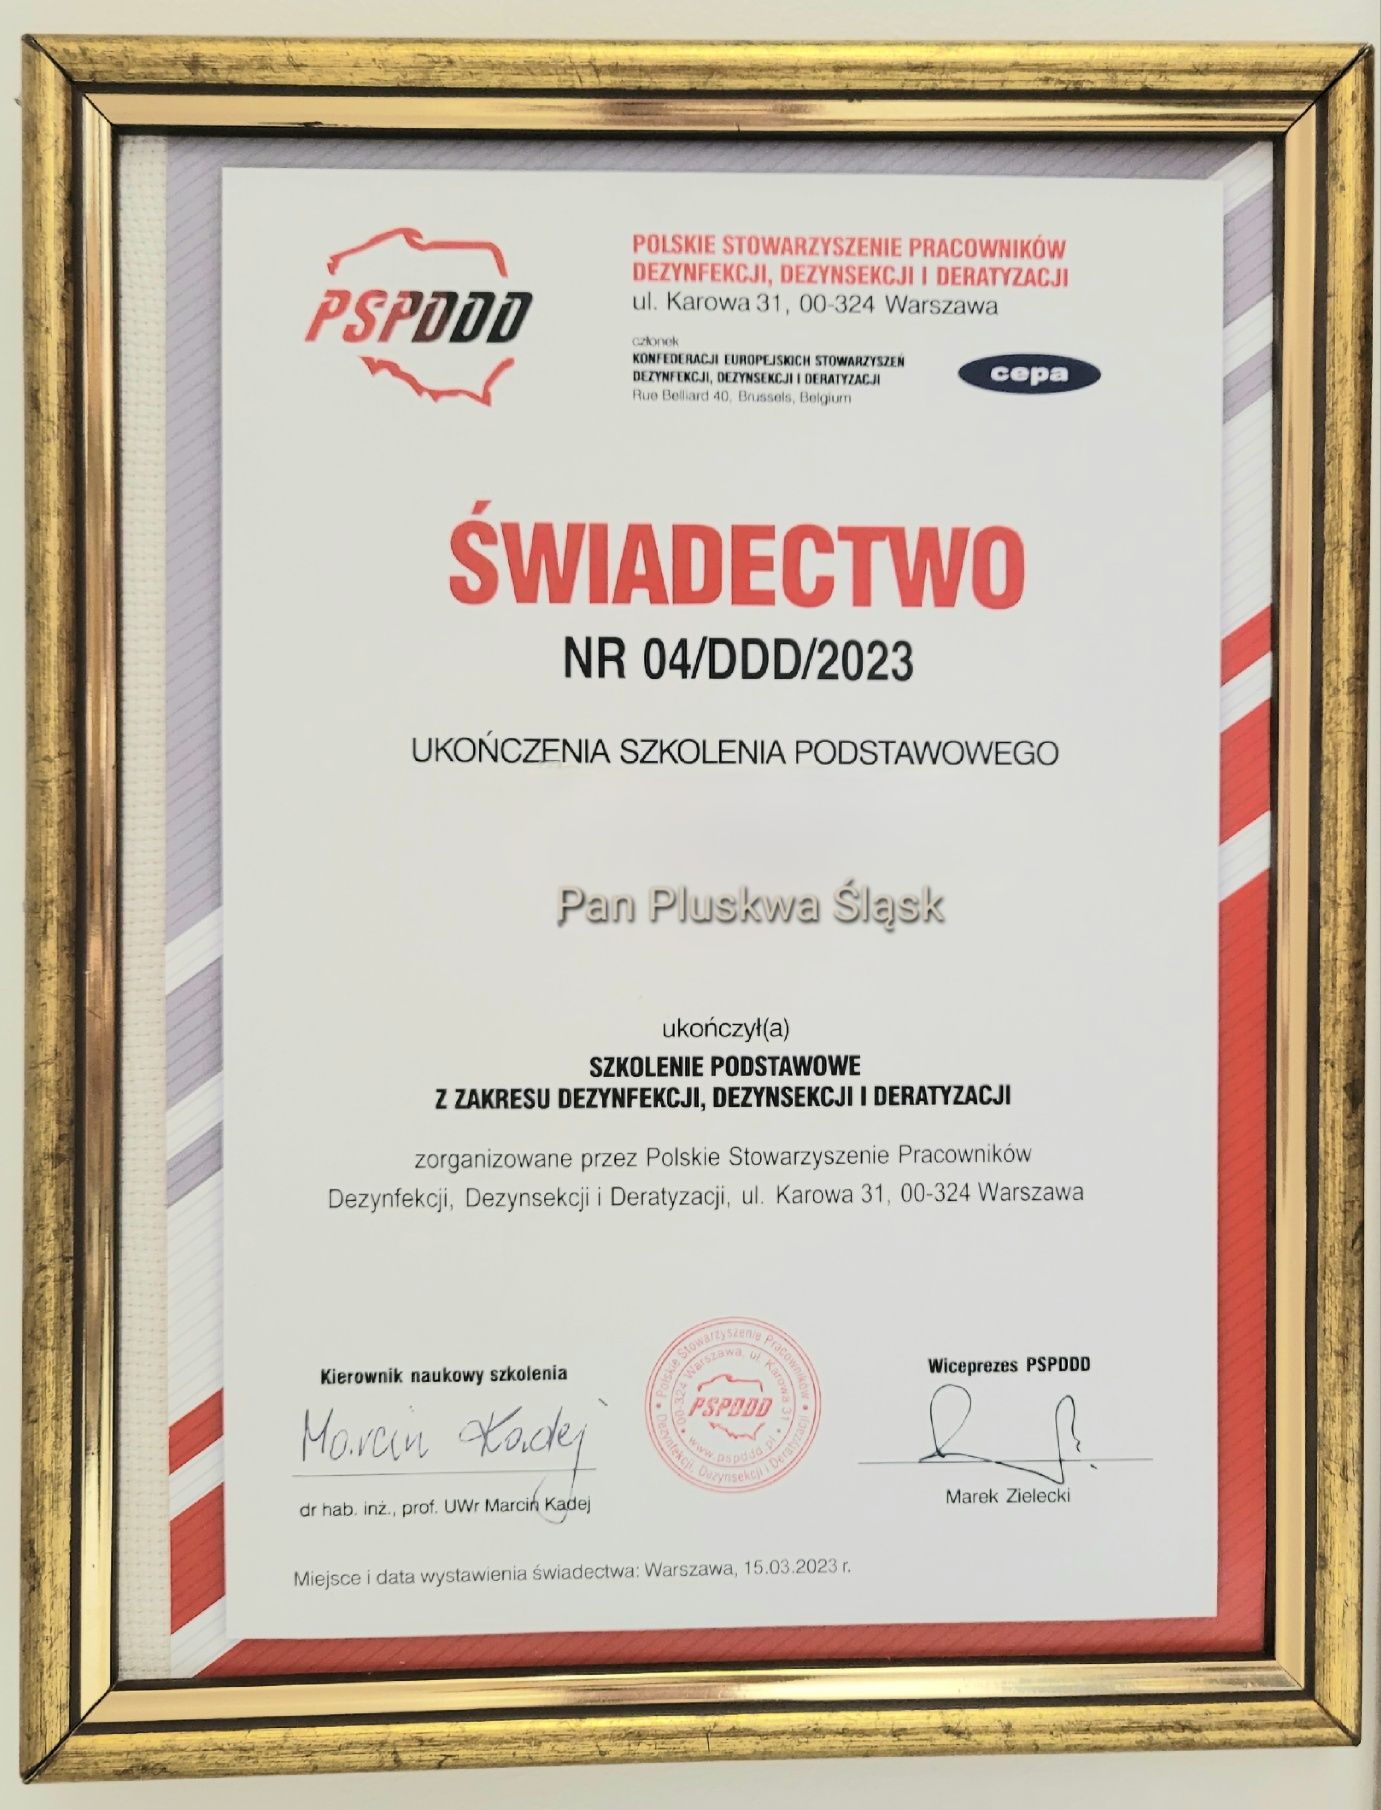 PSPDDD
POLSKIE STOWARZYSZENIE PRACOWNIKÓW
DEZYNFEKCJI, DEZYNSEKCJI I DERATYZACJI
ul. Karowa 31, 00-324 Warszawa
członek
KONFEDERACJI EUROPEJSKICH STOWARZYSZEŃ
DEZYNFEKCJI, DEZYNSEKCJI I DERATYZACJI
Rue Belliard 40, Brussels, Belgium
cepa
ŚWIADECTWO
NR 04/DDD/2023
UKOŃCZENIA SZKOLENIA PODSTAWOWEGO
Pan Pluskwa Śląsk
ukończył(a)
SZKOLENIE PODSTAWOWE
Z ZAKRESU DEZYNFEKCJI, DEZYNSEKCJI I DERATYZACJI
zorganizowane przez Polskie Stowarzyszenie Pracowników
Dezynfekcji, Dezynsekcji i Deratyzacji, ul. Karowa 31, 00-324 Warszawa
Kierownik naukowy szkolenia
Marcin Kadej
dr hab. inż., prof. UWr Marcin Kadej
Polskie Stowarzyszenie Pracowników • Dezynfekcji, Dezynsekcji i Deratyzacji •
00-324 Warszawa, ul. Karowa 31 • www.pspddd.pl •
PSPDDD
Wiceprezes PSPDDD
Marek Zielecki
Miejsce i data wystawienia świadectwa: Warszawa, 15.03.2023 r.